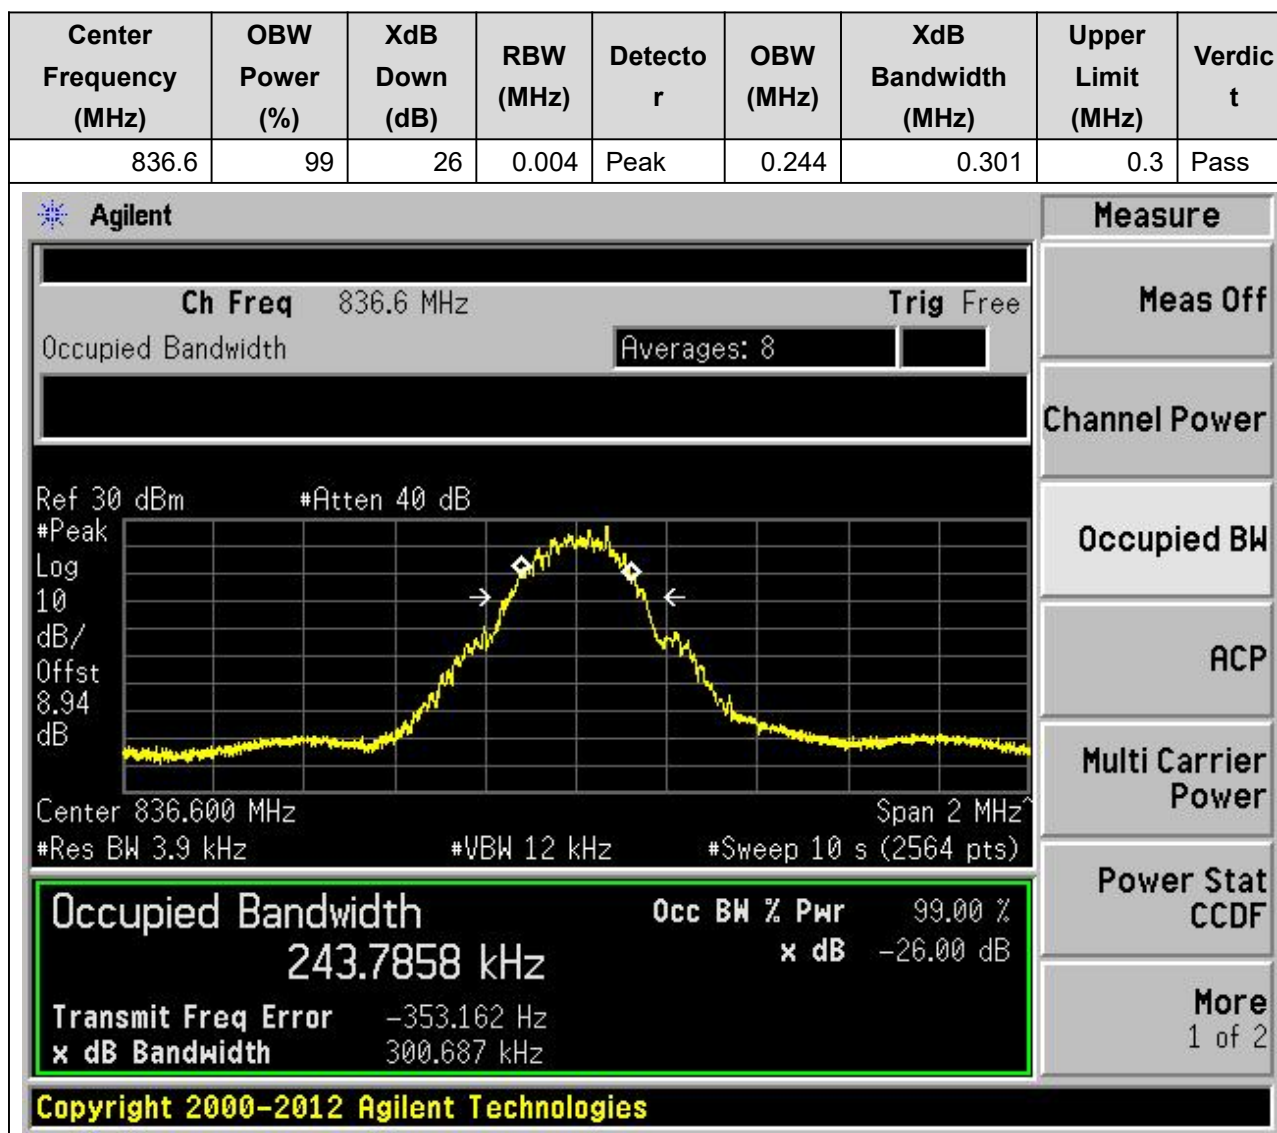 Center Frequency (MHz) OBW Power (%) XdB Down (dB) RBW (MHz) Detecto r OBW (MHz) XdB Bandwidth (MHz) Upper Limit (MHz) Verdic t
836.6 99 26 0.004 Peak 0.244 0.301 0.3 Pass
Agilent
Measure
Ch Freq 836.6 MHz Trig Free
Meas Off
Occupied Bandwidth Averages: 8
Channel Power
Ref 30 dBm #Atten 40 dB
#Peak
Log
10
dB/
Offst
8.94
dB
Occupied BW
ACP
Multi Carrier
Power
Center 836.600 MHz Span 2 MHz^
#Res BW 3.9 kHz #VBW 12 kHz #Sweep 10 s (2564 pts)
Power Stat
CCDF
Occupied Bandwidth Occ BW % Pwr 99.00 %
243.7858 kHz x dB -26.00 dB
Transmit Freq Error -353.162 Hz
x dB Bandwidth 300.687 kHz
More
1 of 2
Copyright 2000-2012 Agilent Technologies